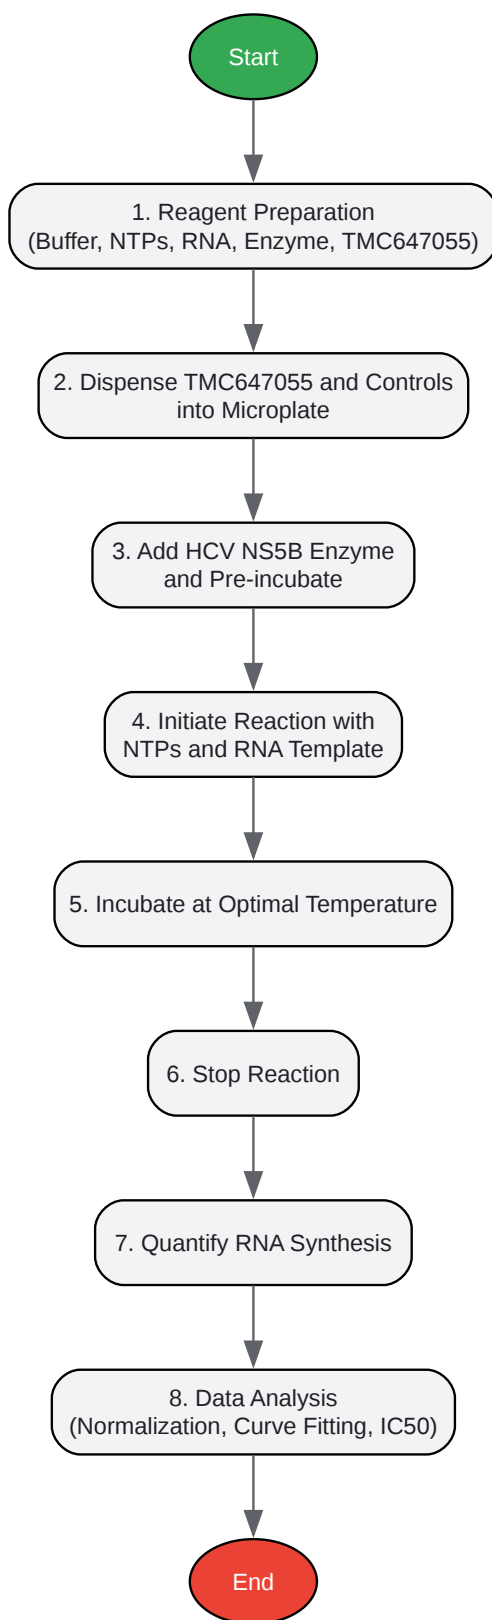 Start
1. Reagent Preparation
(Buffer, NTPs, RNA, Enzyme, TMC647055)
2. Dispense TMC647055 and Controls
into Microplate
3. Add HCV NS5B Enzyme
and Pre-incubate
4. Initiate Reaction with
NTPs and RNA Template
5. Incubate at Optimal Temperature
6. Stop Reaction
7. Quantify RNA Synthesis
8. Data Analysis
(Normalization, Curve Fitting, IC50)
End